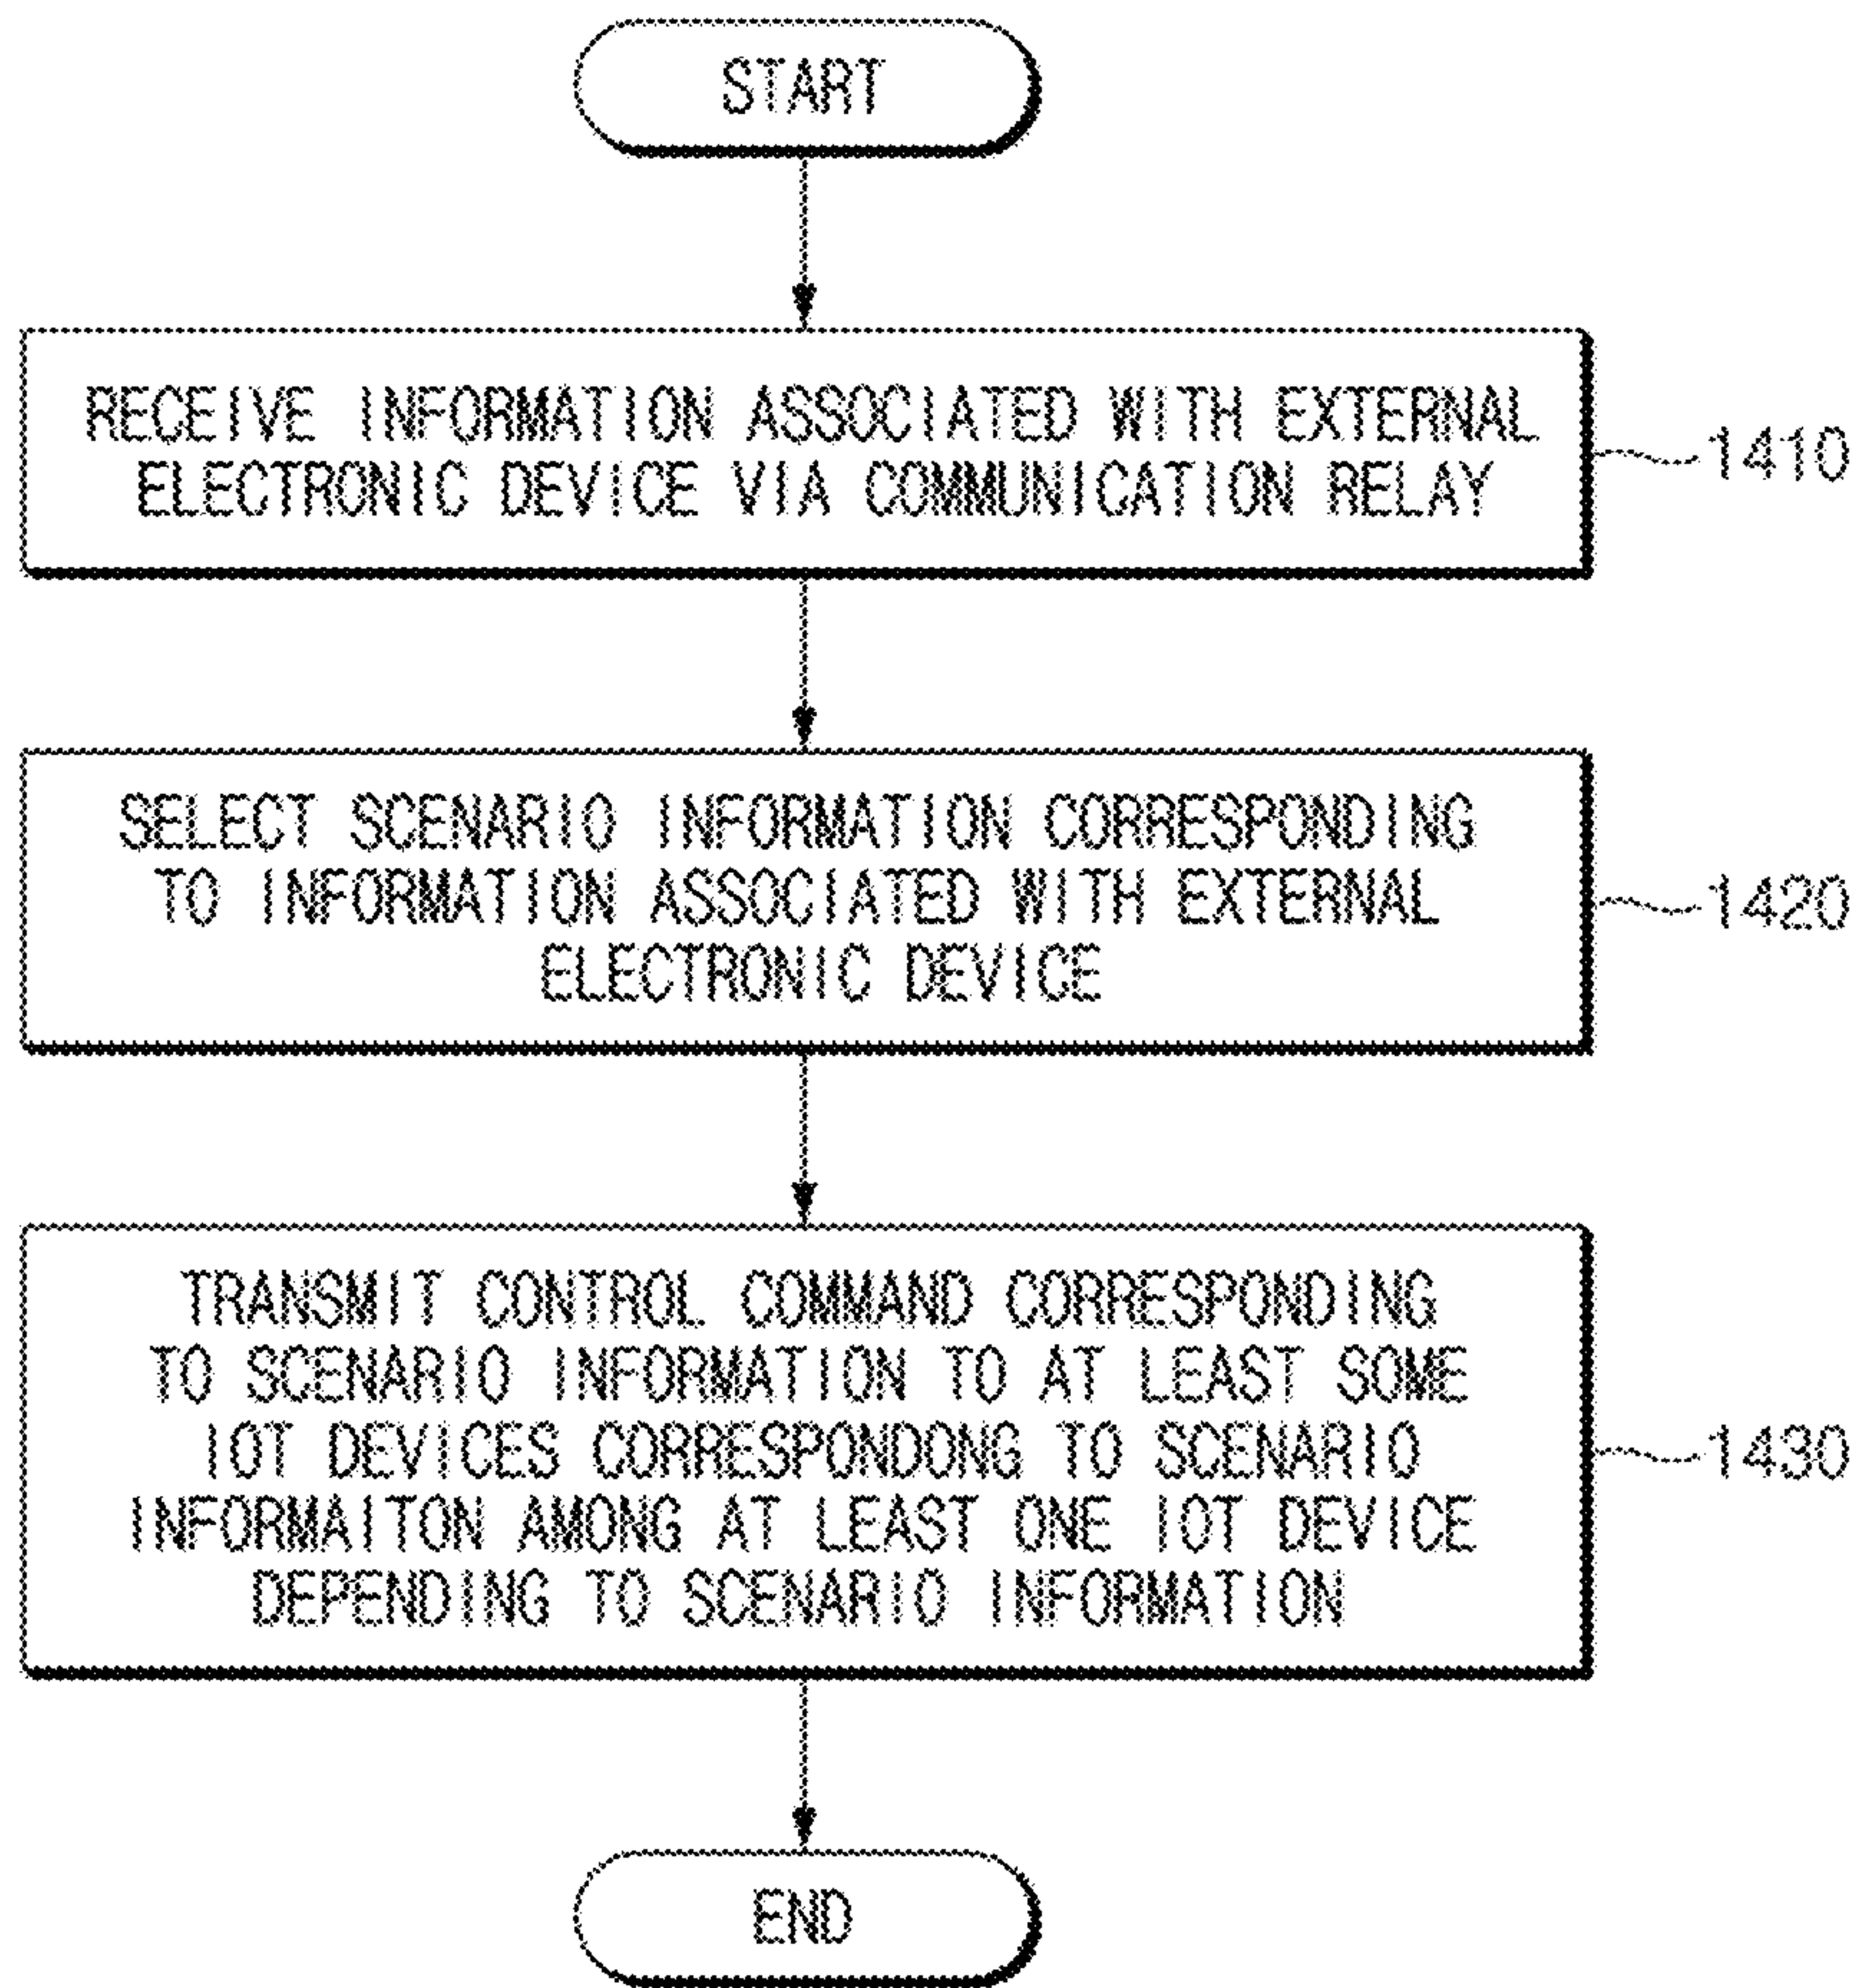 START
RECEIVE INFORMATION ASSOCIATED WITH EXTERNAL
ELECTRONIC DEVICE VIA COMMUNICATION RELAY
1410
SELECT SCENARIO INFORMATION CORRESPONDING
TO INFORMATION ASSOCIATED WITH EXTERNAL
ELECTRONIC DEVICE
1420
TRANSMIT CONTROL COMMAND CORRESPONDING
TO SCENARIO INFORMATION TO AT LEAST SOME
IOT DEVICES CORRESPONDONG TO SCENARIO
INFORMAITON AMONG AT LEAST ONE IOT DEVICE
DEPENDING TO SCENARIO INFORMATION
1430
END